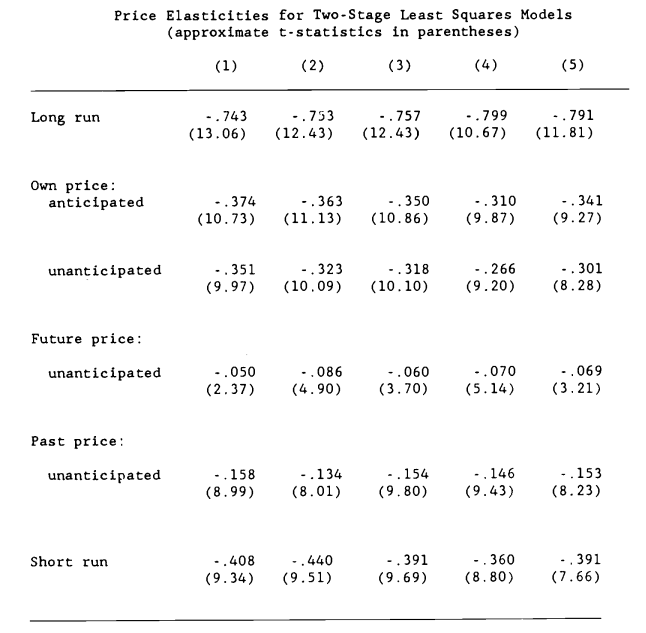 Price Elasticities for Two-Stage Least Squares Models
(approximate t-statistics in parentheses)
(1) (2) (3) (4) (5)
Long run -.743 -.753 -.757 -.799 -.791
(13.06) (12.43) (12.43) (10.67) (11.81)
Own price:
anticipated -.374 -.363 -.350 -.310 -.341
(10.73) (11.13) (10.86) (9.87) (9.27)
unanticipated -.351 -.323 -.318 -.266 -.301
(9.97) (10.09) (10.10) (9.20) (8.28)
Future price:
unanticipated -.050 -.086 -.060 -.070 -.069
(2.37) (4.90) (3.70) (5.14) (3.21)
Past price:
unanticipated -.158 -.134 -.154 -.146 -.153
(8.99) (8.01) (9.80) (9.43) (8.23)
Short run -.408 -.440 -.391 -.360 -.391
(9.34) (9.51) (9.69) (8.80) (7.66)